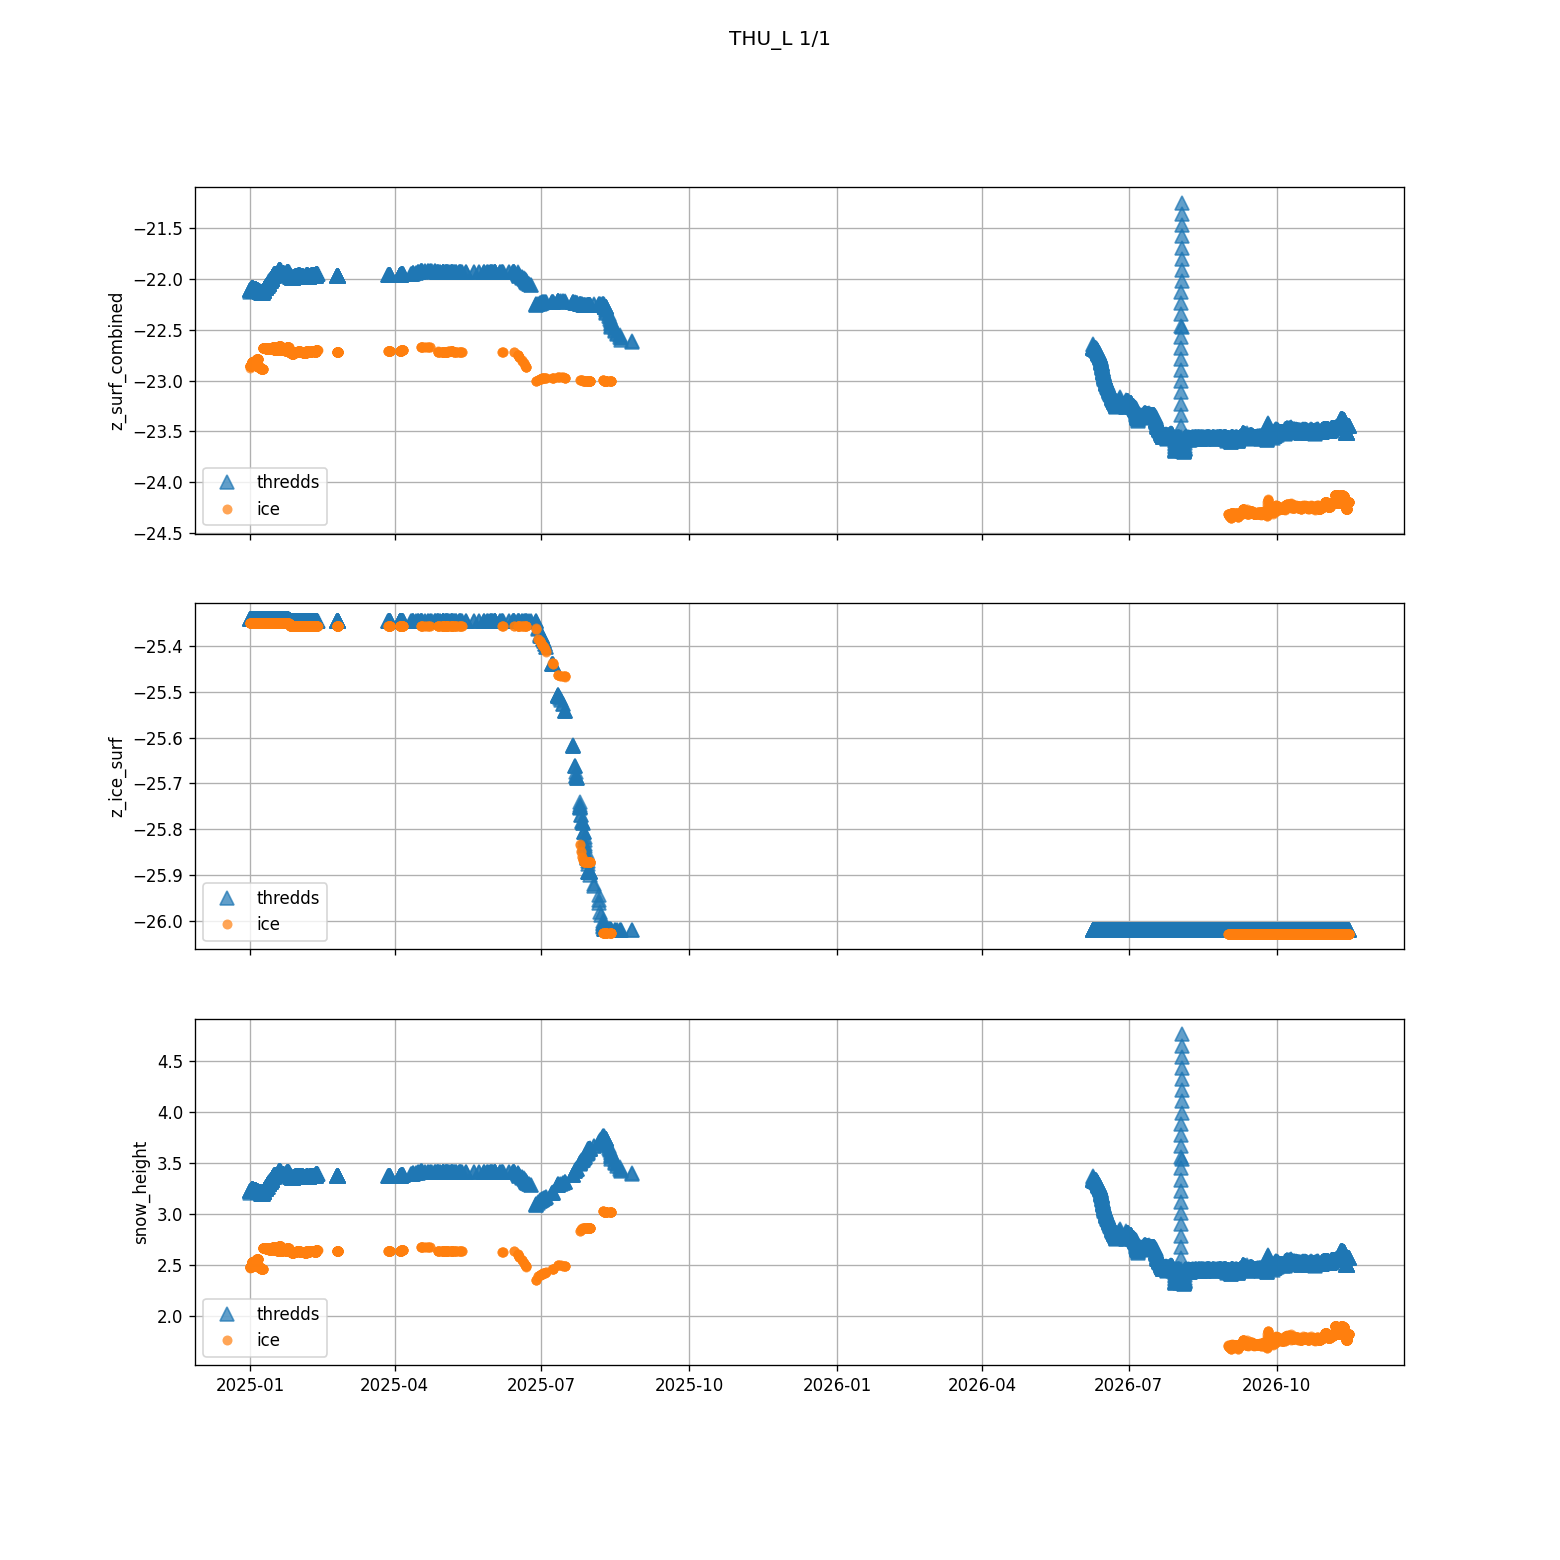 THU_L 1/1
z_surf_combined
−21.5
−22.0
−22.5
−23.0
−23.5
−24.0
−24.5
thredds
ice
z_ice_surf
−25.4
−25.5
−25.6
−25.7
−25.8
−25.9
−26.0
thredds
ice
snow_height
4.5
4.0
3.5
3.0
2.5
2.0
thredds
ice
2025-01 2025-04 2025-07 2025-10 2026-01 2026-04 2026-07 2026-10